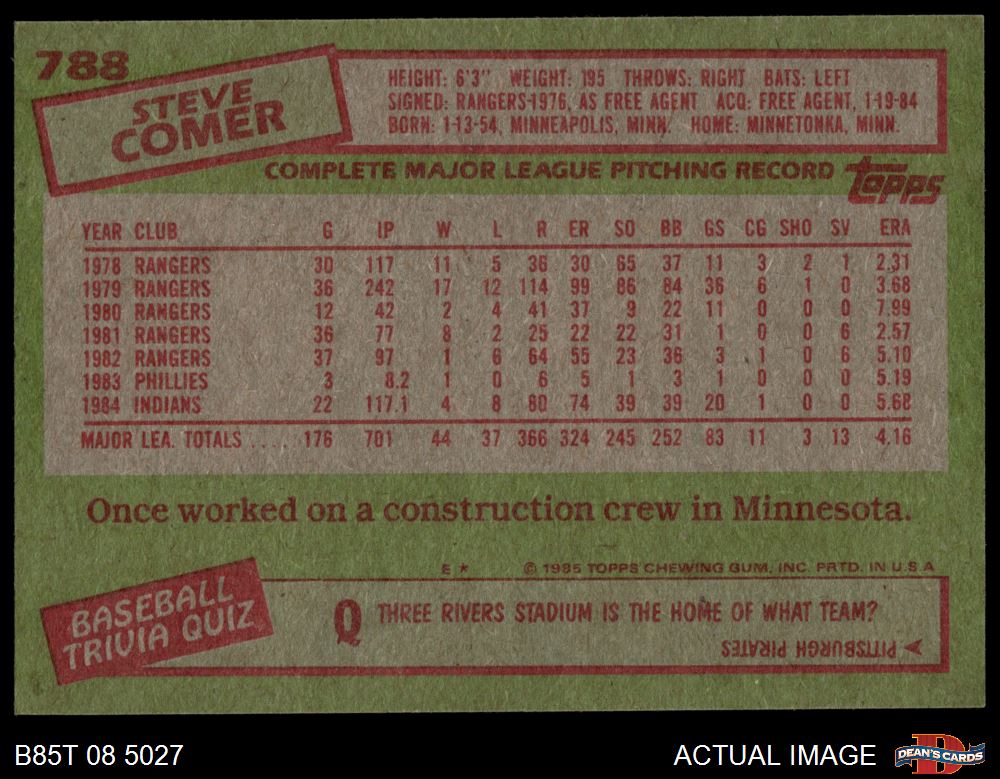 788
STEVE
COMER
HEIGHT: 6'3" WEIGHT: 195 THROWS: RIGHT BATS: LEFT
SIGNED: RANGERS-1976, AS FREE AGENT ACQ: FREE AGENT, 1-19-84
BORN: 1-13-54, MINNEAPOLIS, MINN. HOME: MINNETONKA, MINN.
COMPLETE MAJOR LEAGUE PITCHING RECORD
topps
YEAR CLUB G IP W L R ER SO BB GS CG SHO SV ERA
1978 RANGERS 30 117 11 5 36 30 65 37 11 3 2 1 2.31
1979 RANGERS 36 242 17 12 114 99 86 84 36 6 1 0 3.68
1980 RANGERS 12 42 2 4 41 37 9 22 11 0 0 0 7.99
1981 RANGERS 36 77 8 2 25 22 22 31 1 0 0 6 2.57
1982 RANGERS 37 97 1 6 64 55 23 36 3 1 0 6 5.10
1983 PHILLIES 3 8.2 1 0 6 5 1 3 1 0 0 0 5.19
1984 INDIANS 22 117.1 4 8 80 74 39 39 20 1 0 0 5.68
MAJOR LEA. TOTALS .... 176 701 44 37 366 324 245 252 83 11 3 13 4.16
Once worked on a construction crew in Minnesota.
E * © 1985 TOPPS CHEWING GUM, INC. PRTD. IN U.S.A
BASEBALL
TRIVIA QUIZ
Q THREE RIVERS STADIUM IS THE HOME OF WHAT TEAM?
PITTSBURGH PIRATES
B85T 08 5027
ACTUAL IMAGE
D
DEAN'S CARDS